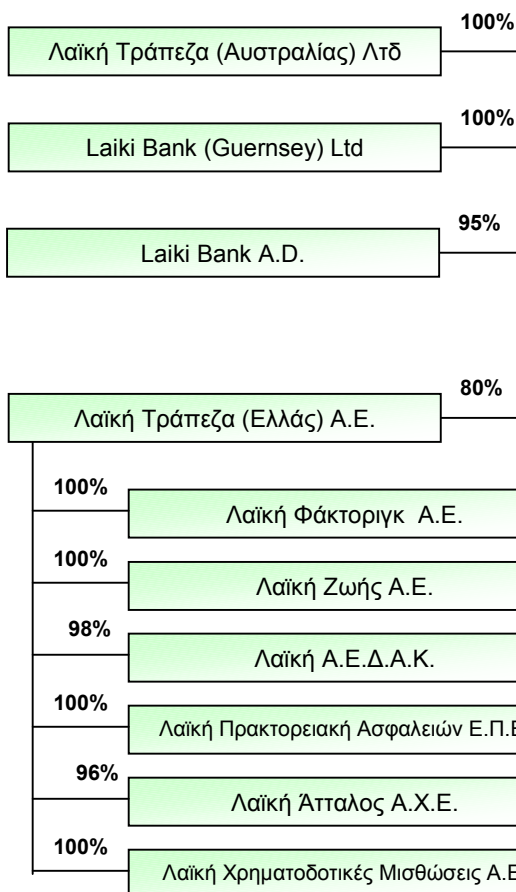 100%
Λαϊκή Τράπεζα (Αυστραλίας) Λτδ
100%
Laiki Bank (Guernsey) Ltd
95%
Laiki Bank A.D.
80%
Λαϊκή Τράπεζα (Ελλάς) Α.Ε.
100%
Λαϊκή Φάκτοριγκ Α.Ε.
100%
Λαϊκή Ζωής Α.Ε.
98%
Λαϊκή Α.Ε.Δ.Α.Κ.
100%
Λαϊκή Πρακτορειακή Ασφαλειών Ε.Π.Ε
96%
Λαϊκή Άτταλος Α.Χ.Ε.
100%
Λαϊκή Χρηματοδοτικές Μισθώσεις Α.Ε